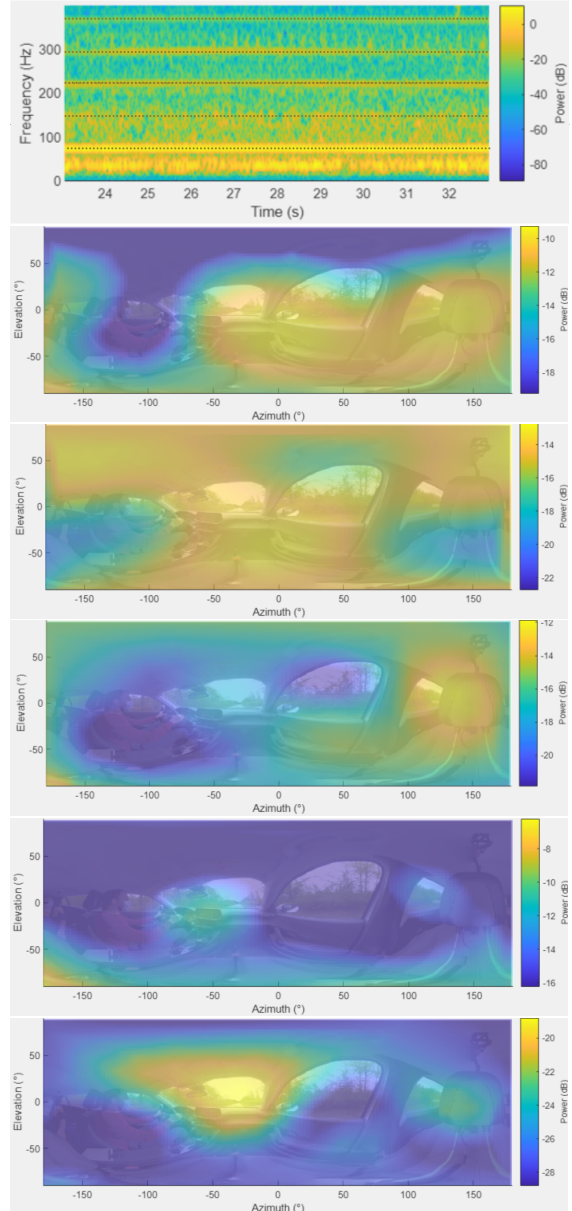 300
200
100
0
Frequency (Hz)
24 25 26 27 28 29 30 31 32
Time (s)
0
-20
-40
-60
-80
Power (dB)
50
0
-50
Elevation (°)
-150 -100 -50 0 50 100 150
Azimuth (°)
-10
-12
-14
-16
-18
Power (dB)
50
0
-50
Elevation (°)
-150 -100 -50 0 50 100 150
Azimuth (°)
-14
-16
-18
-20
-22
Power (dB)
50
0
-50
Elevation (°)
-150 -100 -50 0 50 100 150
Azimuth (°)
-12
-14
-16
-18
-20
Power (dB)
50
0
-50
Elevation (°)
-150 -100 -50 0 50 100 150
Azimuth (°)
-8
-10
-12
-14
-16
Power (dB)
50
0
-50
Elevation (°)
-150 -100 -50 0 50 100 150
Azimuth (°)
-20
-22
-24
-26
-28
Power (dB)